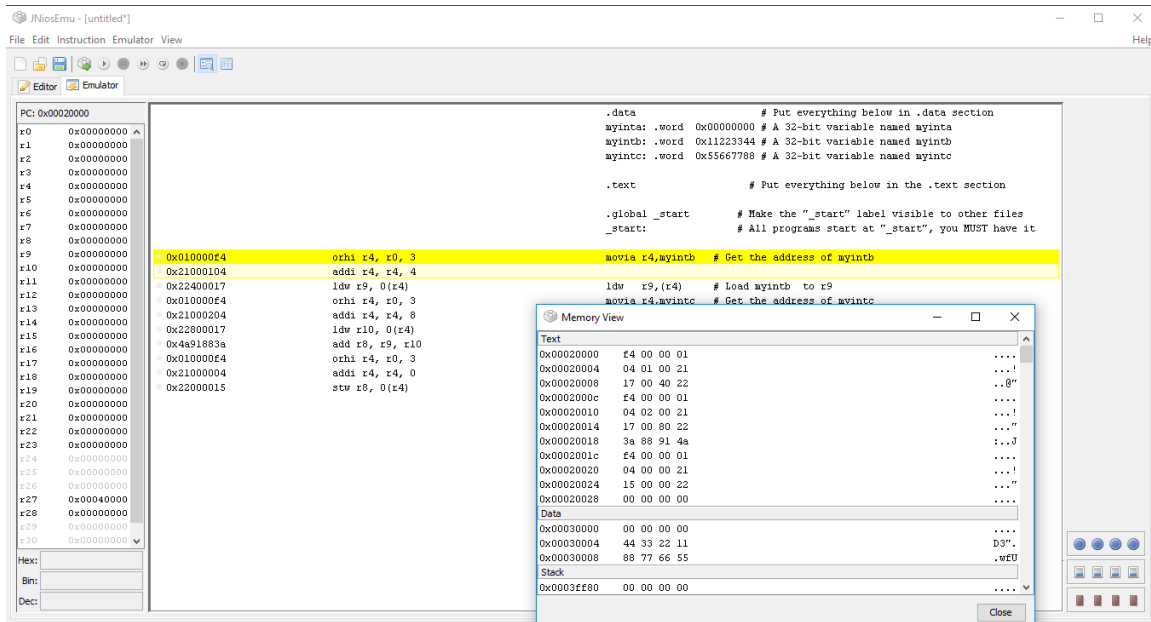 JNiosEmu - [untitled*]
File Edit Instruction Emulator View Help
Editor Emulator
PC: 0x00020000
r0 0x00000000
r1 0x00000000
r2 0x00000000
r3 0x00000000
r4 0x00000000
r5 0x00000000
r6 0x00000000
r7 0x00000000
r8 0x00000000
r9 0x00000000
r10 0x00000000
r11 0x00000000
r12 0x00000000
r13 0x00000000
r14 0x00000000
r15 0x00000000
r16 0x00000000
r17 0x00000000
r18 0x00000000
r19 0x00000000
r20 0x00000000
r21 0x00000000
r22 0x00000000
r23 0x00000000
r24 0x00000000
r25 0x00000000
r26 0x00000000
r27 0x00040000
r28 0x00000000
r29 0x00000000
r30 0x00000000
Hex:
Bin:
Dec:
.data # Put everything below in .data section
myinta: .word 0x00000000 # A 32-bit variable named myinta
myintb: .word 0x11223344 # A 32-bit variable named myintb
myintc: .word 0x55667788 # A 32-bit variable named myintc
.text # Put everything below in the .text section
.global _start # Make the "_start" label visible to other files
_start: # All programs start at "_start", you MUST have it
0x010000f4 orhi r4, r0, 3 movia r4,myintb # Get the address of myintb
0x21000104 addi r4, r4, 4
0x22400017 ldw r9, 0(r4) ldw r9,(r4) # Load myintb to r9
0x010000f4 orhi r4, r0, 3 movia r4,myintc # Get the address of myintc
0x21000204 addi r4, r4, 8
0x22800017 ldw r10, 0(r4)
0x4a91883a add r8, r9, r10
0x010000f4 orhi r4, r0, 3
0x21000004 addi r4, r4, 0
0x22000015 stw r8, 0(r4)
Memory View
Text
0x00020000 f4 00 00 01 ....
0x00020004 04 01 00 21 ...!
0x00020008 17 00 40 22 ..@"
0x0002000c f4 00 00 01 ....
0x00020010 04 02 00 21 ...!
0x00020014 17 00 80 22 ..."
0x00020018 3a 88 91 4a :..J
0x0002001c f4 00 00 01 ....
0x00020020 04 00 00 21 ...!
0x00020024 15 00 00 22 ..."
0x00020028 00 00 00 00 ....
Data
0x00030000 00 00 00 00 ....
0x00030004 44 33 22 11 D3".
0x00030008 88 77 66 55 .wfU
Stack
0x0003ff80 00 00 00 00 ....
Close